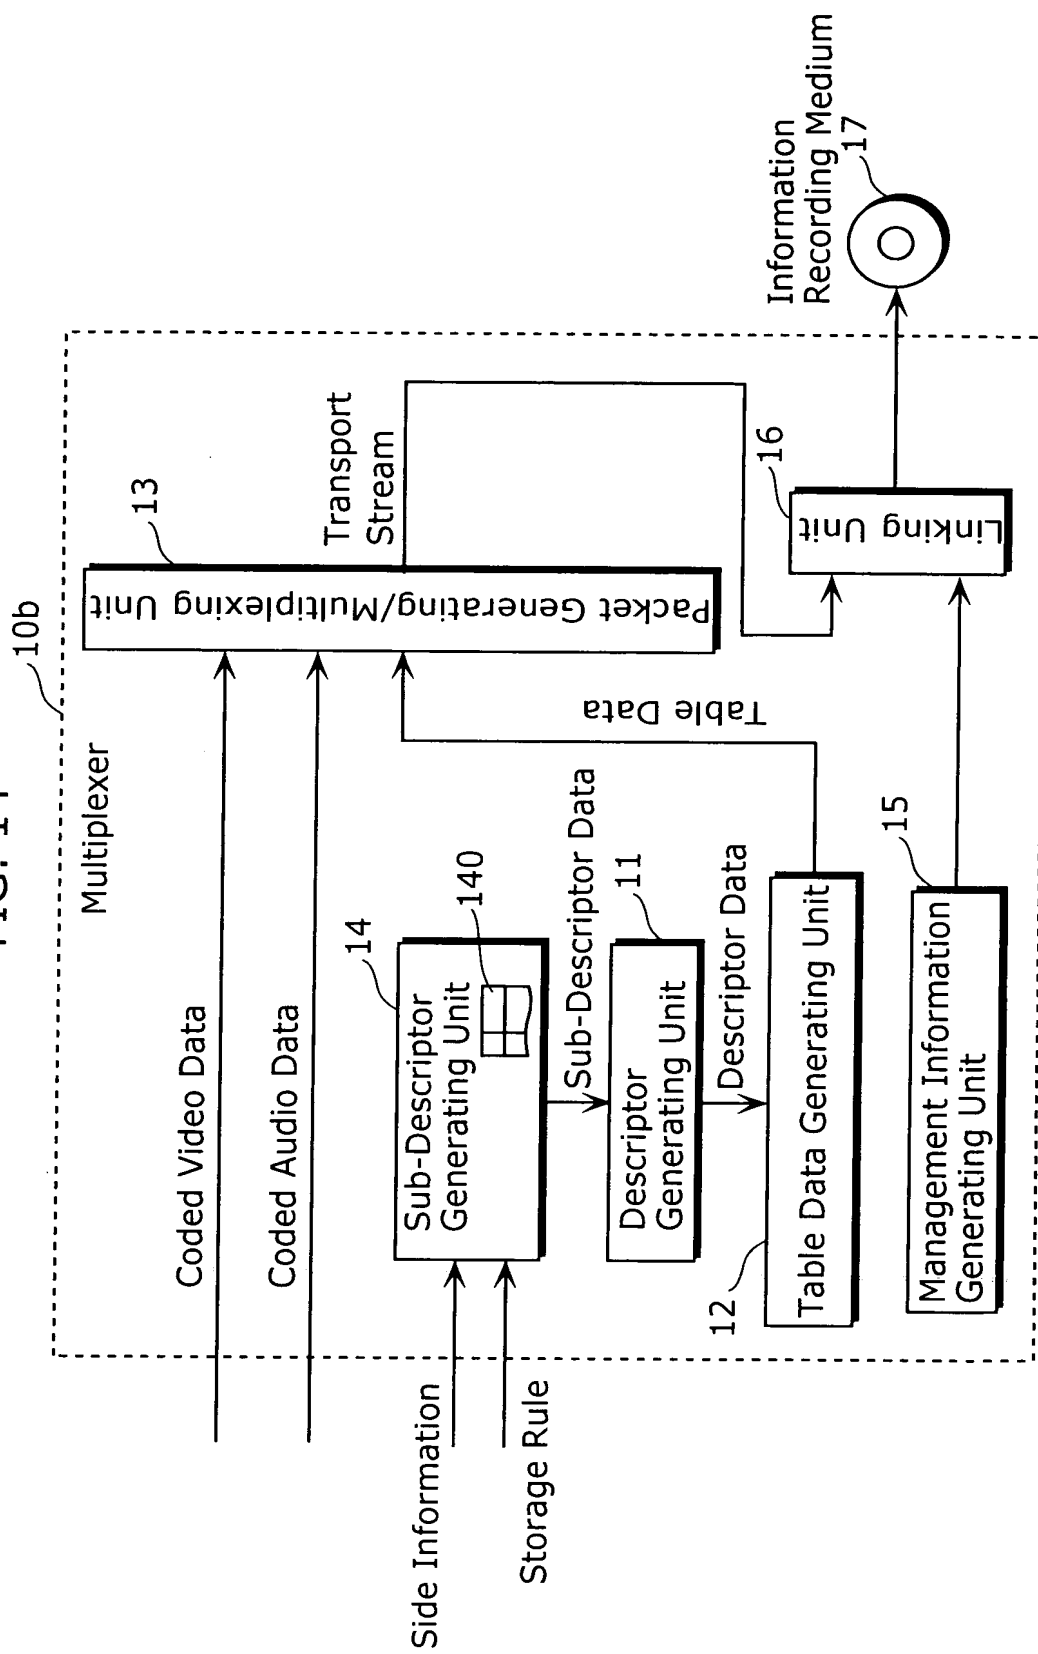 10b
Multiplexer
Coded Video Data
Coded Audio Data
13
Packet Generating/Multiplexing Unit
Transport
Stream
Side Information
Storage Rule
14
Sub-Descriptor
Generating Unit
140
Sub-Descriptor Data
11
Descriptor
Generating Unit
Descriptor Data
12
Table Data Generating Unit
Table Data
15
Management Information
Generating Unit
16
Linking Unit
Information
Recording Medium
17